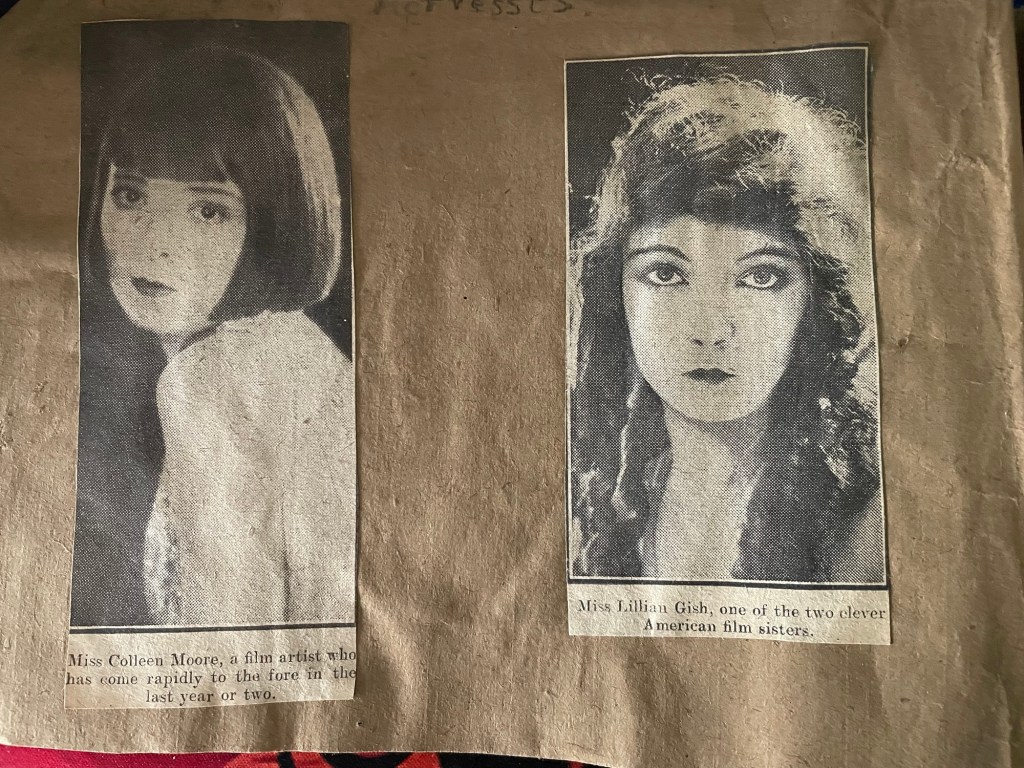 Actresses.
Miss Colleen Moore, a film artist who
has come rapidly to the fore in the
last year or two.
Miss Lillian Gish, one of the two clever
American film sisters.